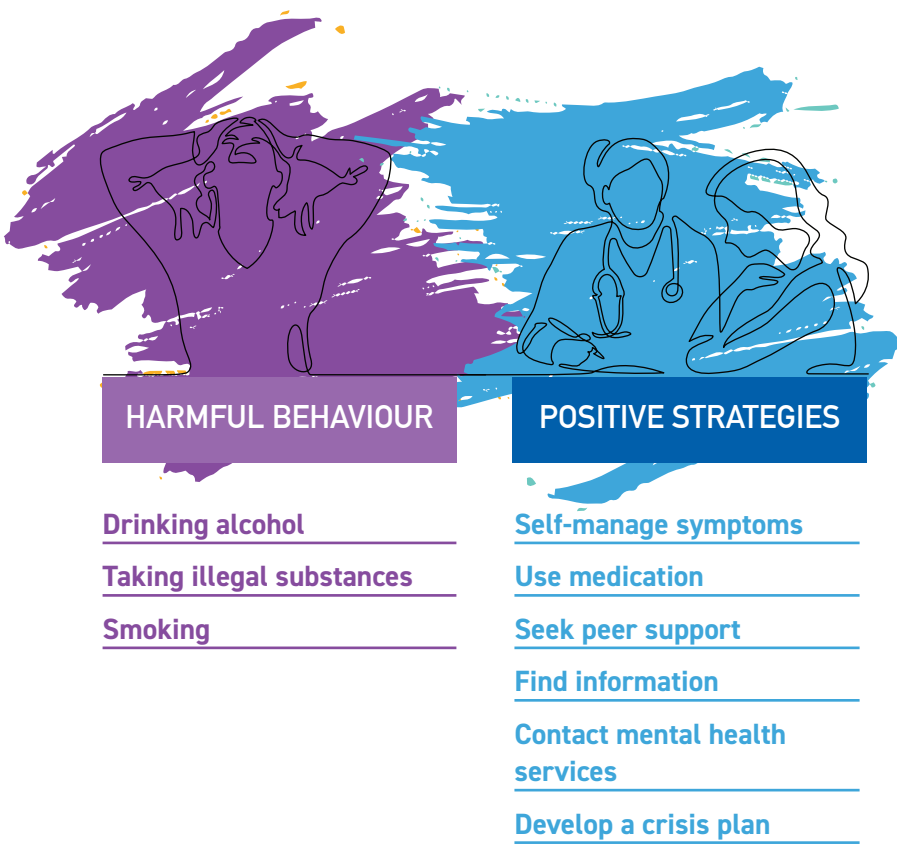 HARMFUL BEHAVIOUR
Drinking alcohol
Taking illegal substances
Smoking
POSITIVE STRATEGIES
Self-manage symptoms
Use medication
Seek peer support
Find information
Contact mental health
services
Develop a crisis plan